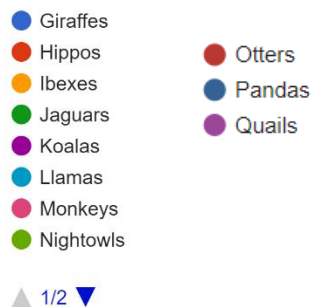 Giraffes
Hippos
Ibexes
Jaguars
Koalas
Llamas
Monkeys
Nightowls
1/2
Otters
Pandas
Quails